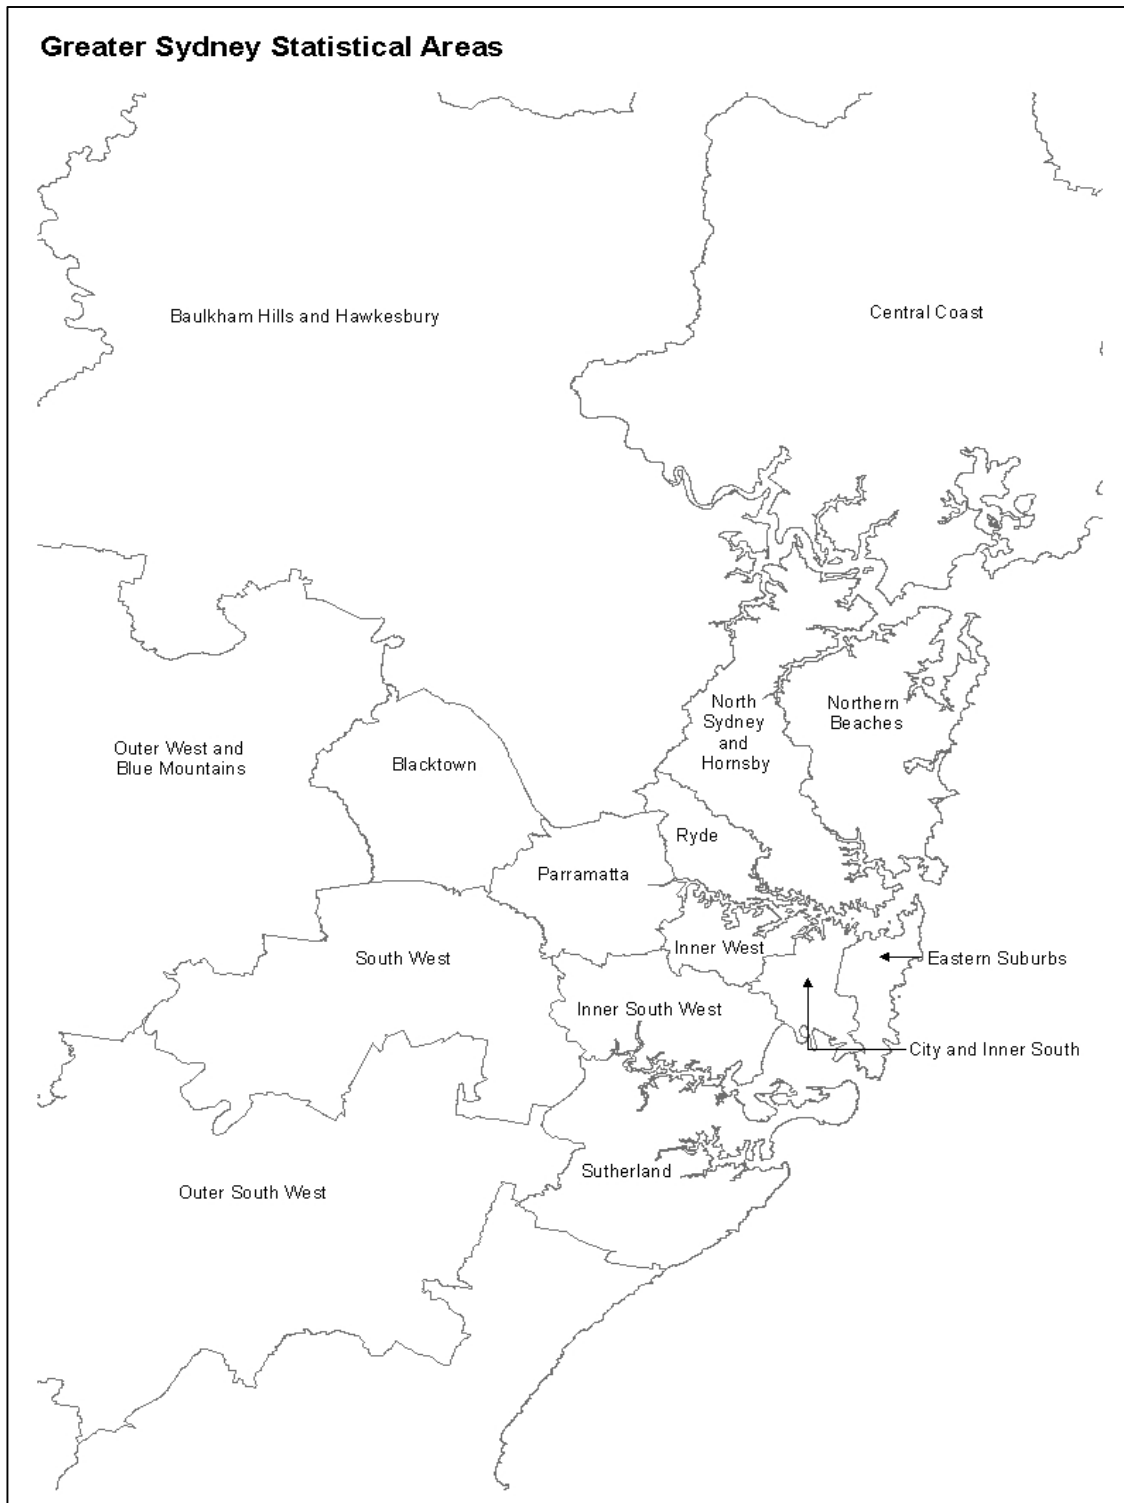 Greater Sydney Statistical Areas
Baulkham Hills and Hawkesbury
Central Coast
North
Sydney
and
Hornsby
Northern
Beaches
Outer West and
Blue Mountains
Blacktown
Ryde
Parramatta
Inner West
South West
Eastern Suburbs
Inner South West
City and Inner South
Sutherland
Outer South West